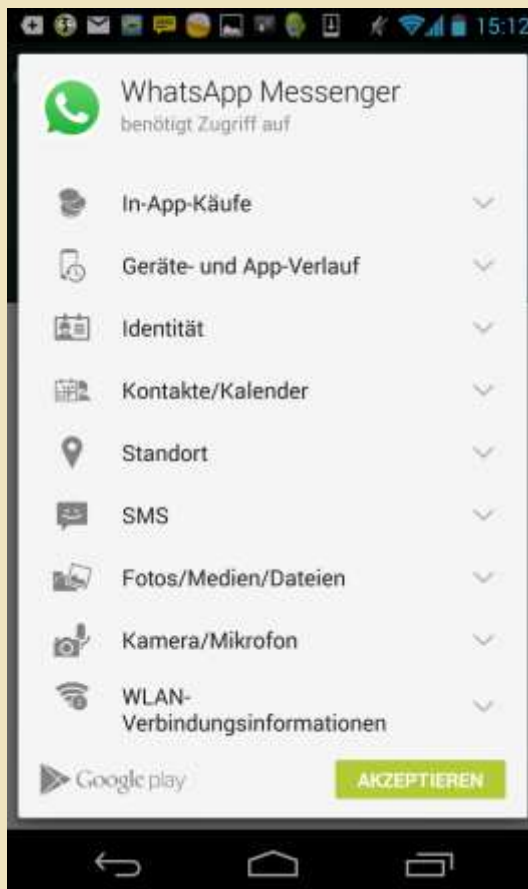 15:12
WhatsApp Messenger
benötigt Zugriff auf
In-App-Käufe
Geräte- und App-Verlauf
Identität
Kontakte/Kalender
Standort
SMS
Fotos/Medien/Dateien
Kamera/Mikrofon
WLAN-
Verbindungsinformationen
Google play
AKZEPTIEREN